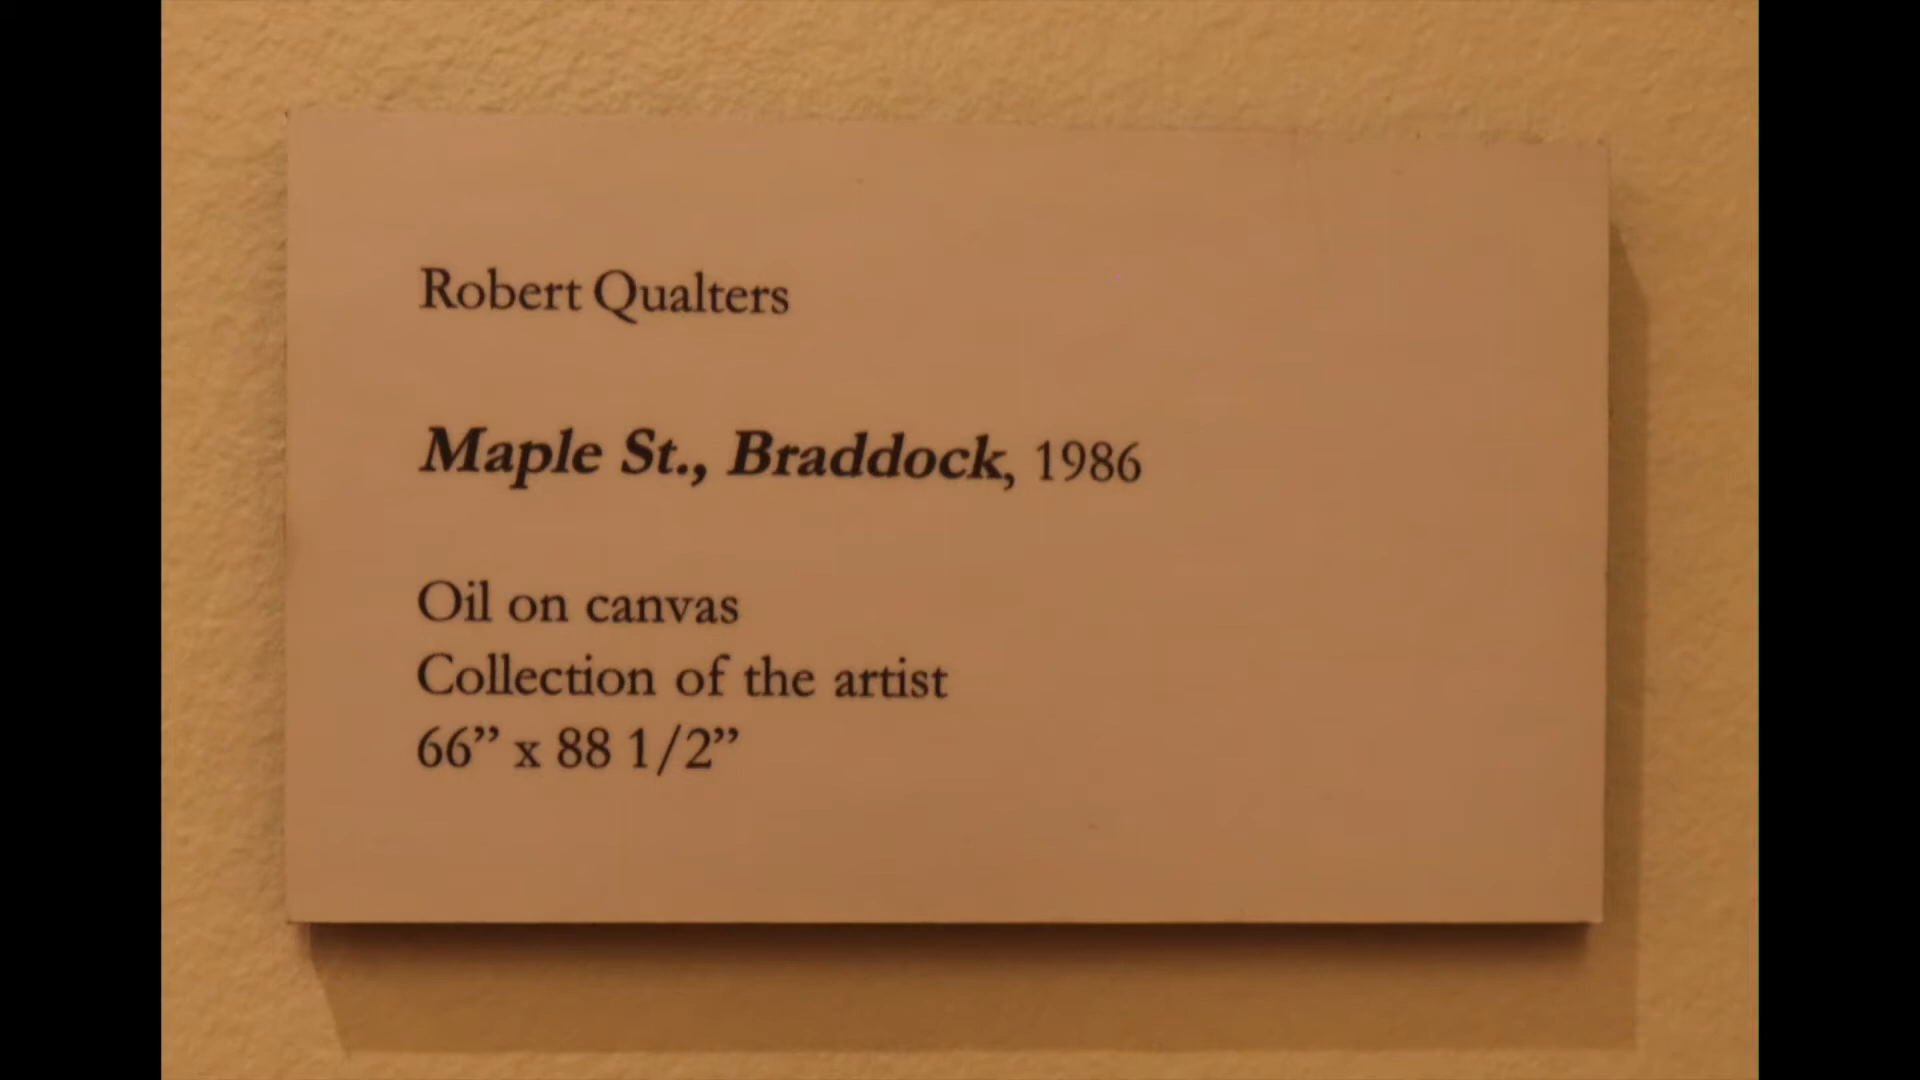 Robert Qualters
Maple St., Braddock, 1986
Oil on canvas
Collection of the artist
66” x 88 1/2”